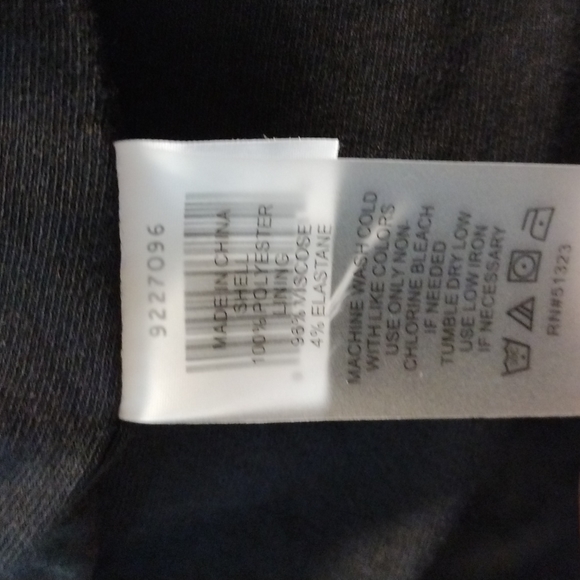 9227096
MADE IN CHINA
SHELL
100% POLYESTER
LINING
96% VISCOSE
4% ELASTANE
MACHINE WASH COLD
WITH LIKE COLORS
USE ONLY NON-
CHLORINE BLEACH
IF NEEDED
TUMBLE DRY LOW
USE LOW IRON
IF NECESSARY
RN#51323